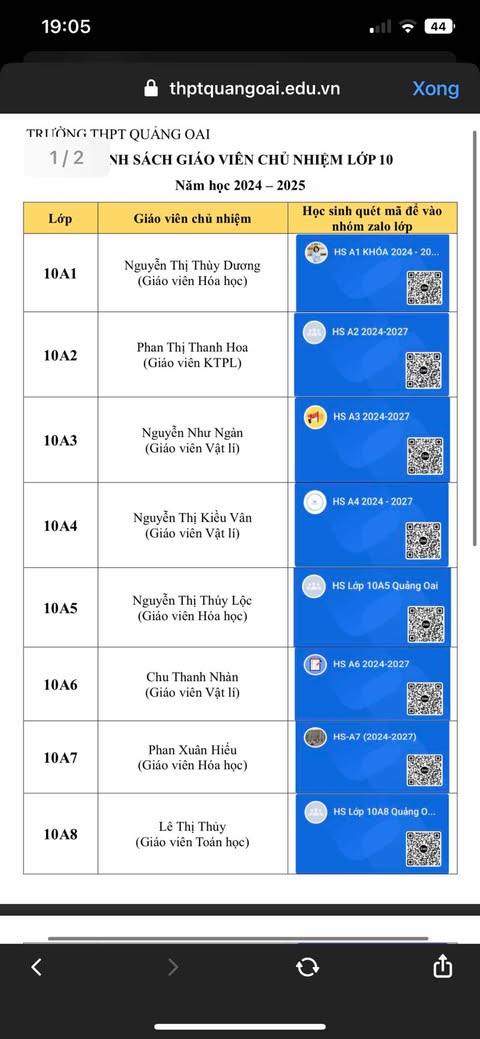 19:05
44
thptquangoai.edu.vn
Xong
TRƯỜNG THPT QUẢNG OAI
1 / 2
NH SÁCH GIÁO VIÊN CHỦ NHIỆM LỚP 10
Năm học 2024 – 2025
Lớp
Giáo viên chủ nhiệm
Học sinh quét mã để vào
nhóm zalo lớp
10A1
Nguyễn Thị Thùy Dương
(Giáo viên Hóa học)
HS A1 KHÓA 2024 - 20...
10A2
Phan Thị Thanh Hoa
(Giáo viên KTPL)
HS A2 2024-2027
10A3
Nguyễn Như Ngàn
(Giáo viên Vật lí)
HS A3 2024-2027
10A4
Nguyễn Thị Kiều Vân
(Giáo viên Vật lí)
HS A4 2024 - 2027
10A5
Nguyễn Thị Thúy Lộc
(Giáo viên Hóa học)
HS Lớp 10A5 Quảng Oai
10A6
Chu Thanh Nhàn
(Giáo viên Vật lí)
HS A6 2024-2027
10A7
Phan Xuân Hiếu
(Giáo viên Hóa học)
HS-A7 (2024-2027)
10A8
Lê Thị Thủy
(Giáo viên Toán học)
HS Lớp 10A8 Quảng O...